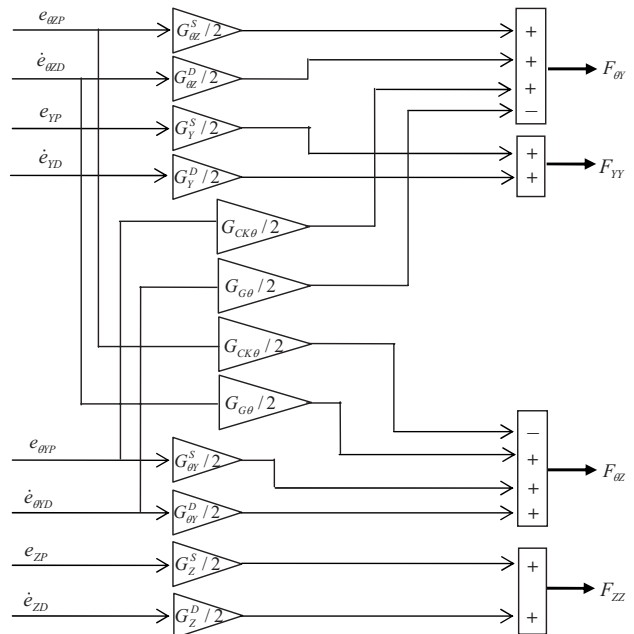 e_{θZP} G^S_{θZ}/2 +
ė_{θZD} G^D_{θZ}/2 + F_{θY}
e_{YP} G^S_Y/2 + −
ė_{YD} G^D_Y/2 + + F_{YY}
G_{CKθ}/2
G_{Gθ}/2
G_{CKθ}/2
G_{Gθ}/2
e_{θYP} G^S_{θY}/2 − + F_{θZ}
ė_{θYD} G^D_{θY}/2 + +
e_{ZP} G^S_Z/2 + F_{ZZ}
ė_{ZD} G^D_Z/2 +